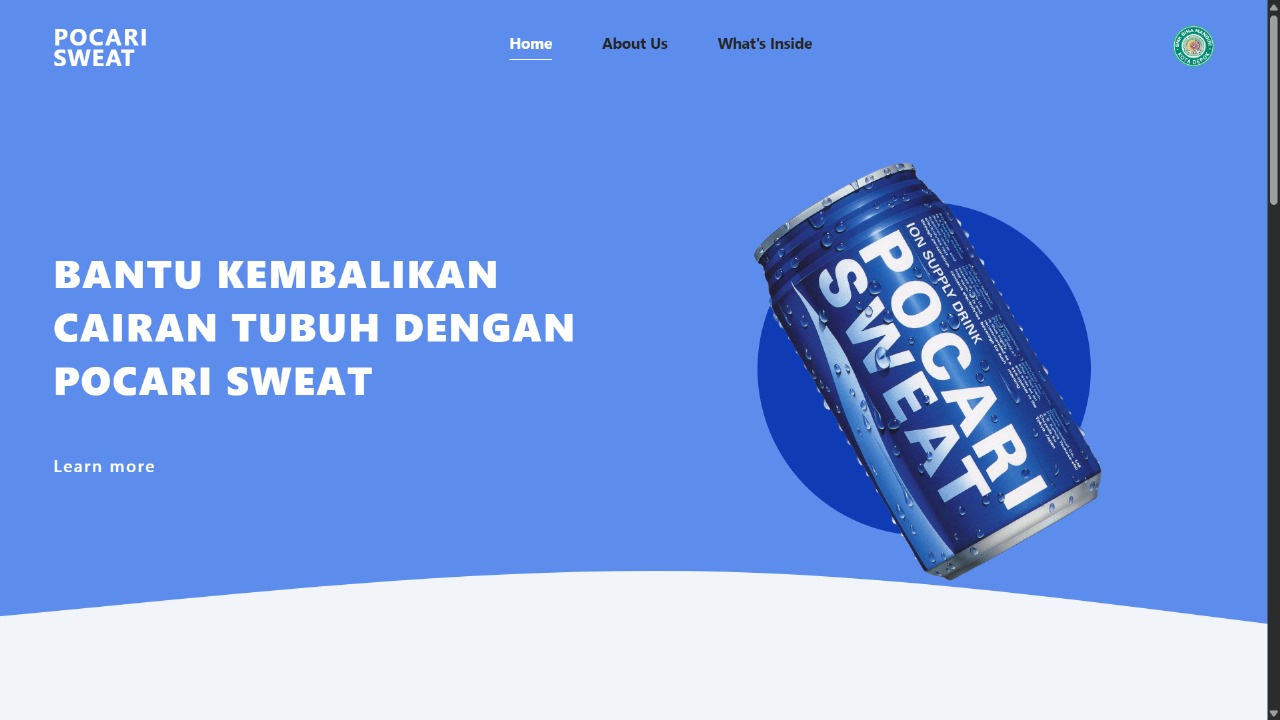 POCARI
SWEAT
Home
About Us
What's Inside
BANTU KEMBALIKAN
CAIRAN TUBUH DENGAN
POCARI SWEAT
Learn more
ION SUPPLY DRINK
POCARI
SWEAT